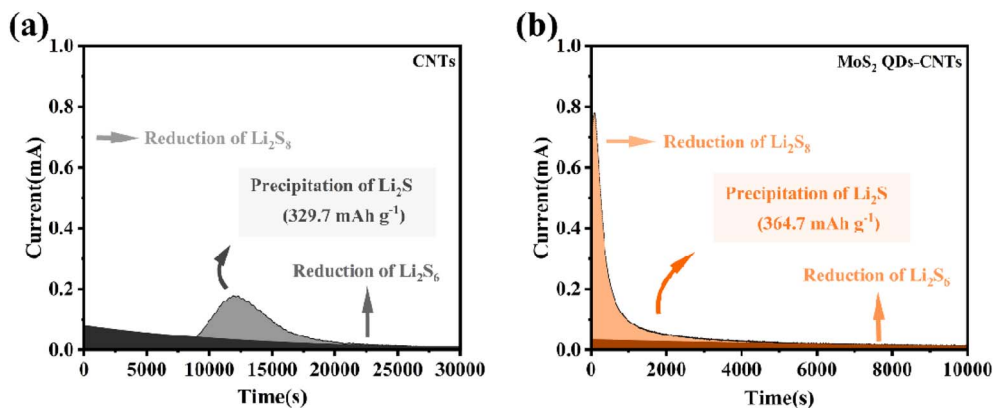 (a)
CNTs
Reduction of Li₂S₈
Precipitation of Li₂S
(329.7 mAh g⁻¹)
Reduction of Li₂S₆
Current(mA)
1.0
0.8
0.6
0.4
0.2
0.0
0 5000 10000 15000 20000 25000 30000
Time(s)
(b)
MoS₂ QDs-CNTs
Reduction of Li₂S₈
Precipitation of Li₂S
(364.7 mAh g⁻¹)
Reduction of Li₂S₆
Current(mA)
1.0
0.8
0.6
0.4
0.2
0.0
0 2000 4000 6000 8000 10000
Time(s)